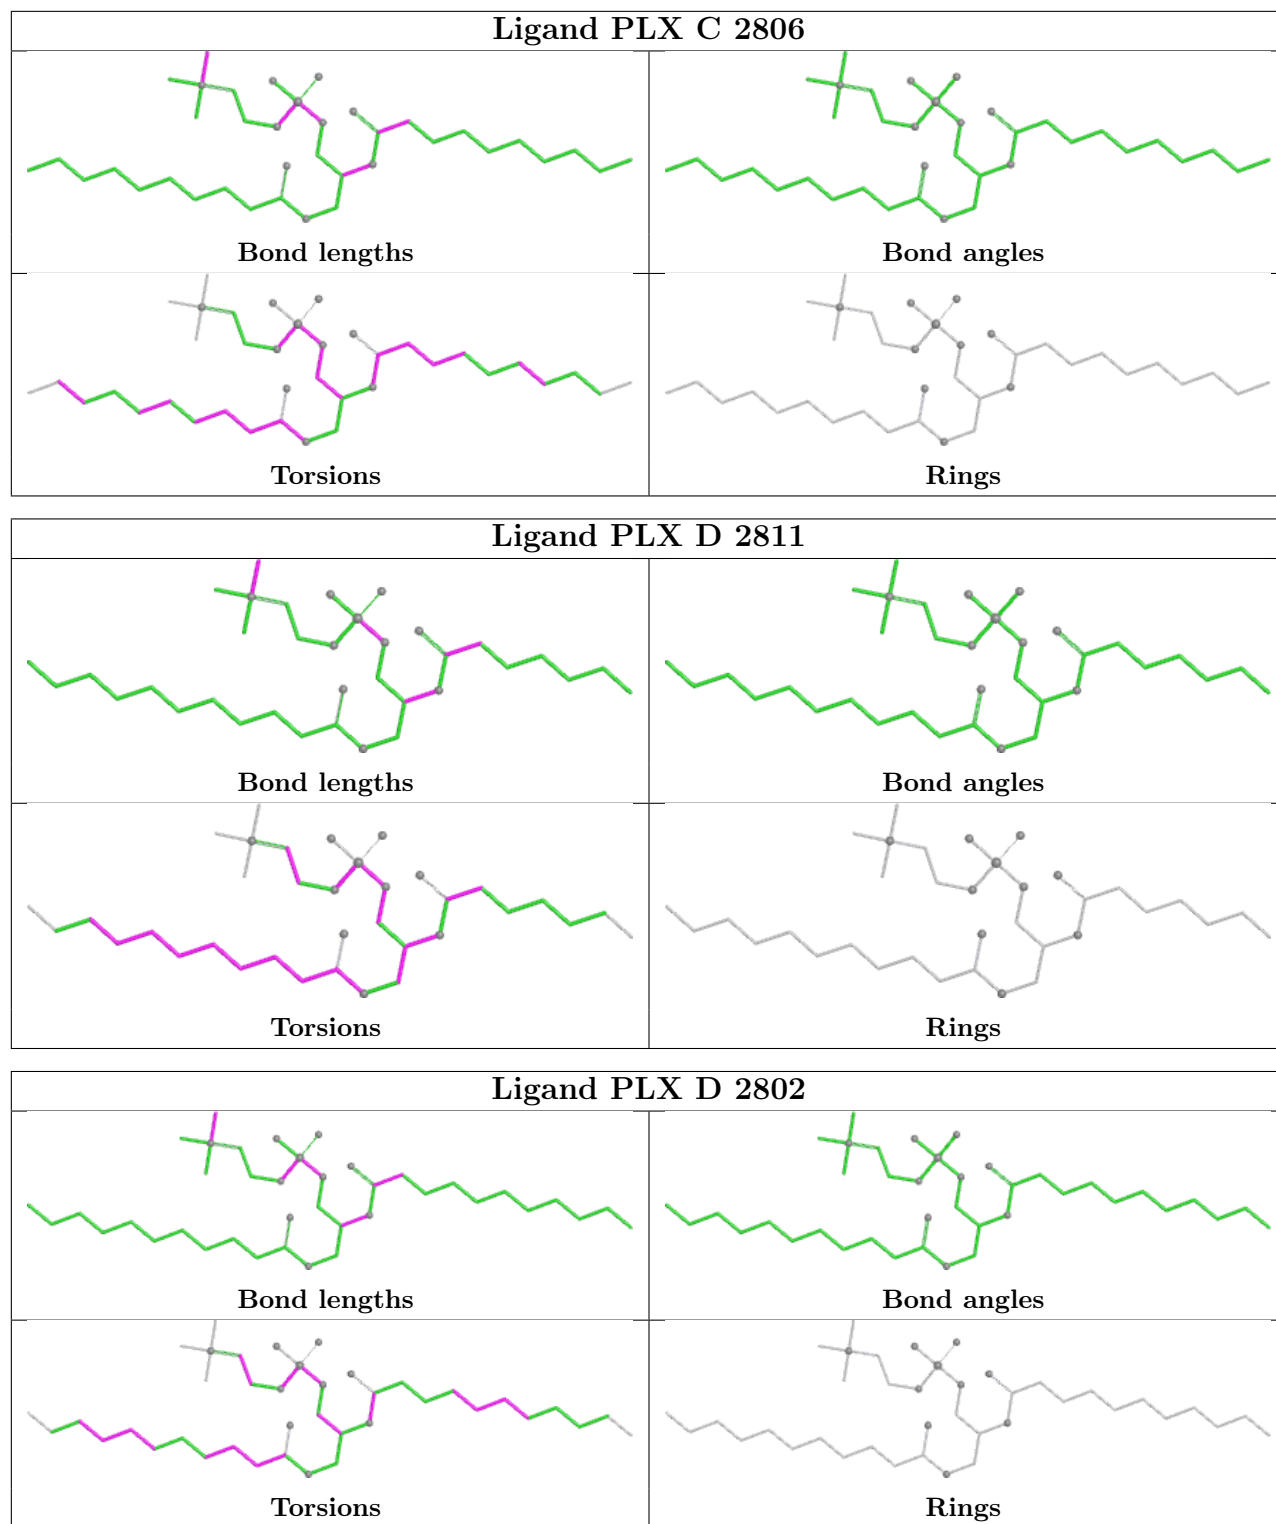 Ligand PLX C 2806
Bond lengths
Bond angles
Torsions
Rings
Ligand PLX D 2811
Bond lengths
Bond angles
Torsions
Rings
Ligand PLX D 2802
Bond lengths
Bond angles
Torsions
Rings